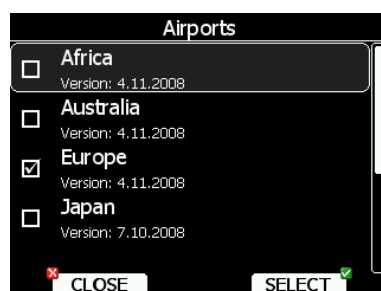 Airports
Africa
Version: 4.11.2008
Australia
Version: 4.11.2008
Europe
Version: 4.11.2008
Japan
Version: 7.10.2008
CLOSE
SELECT